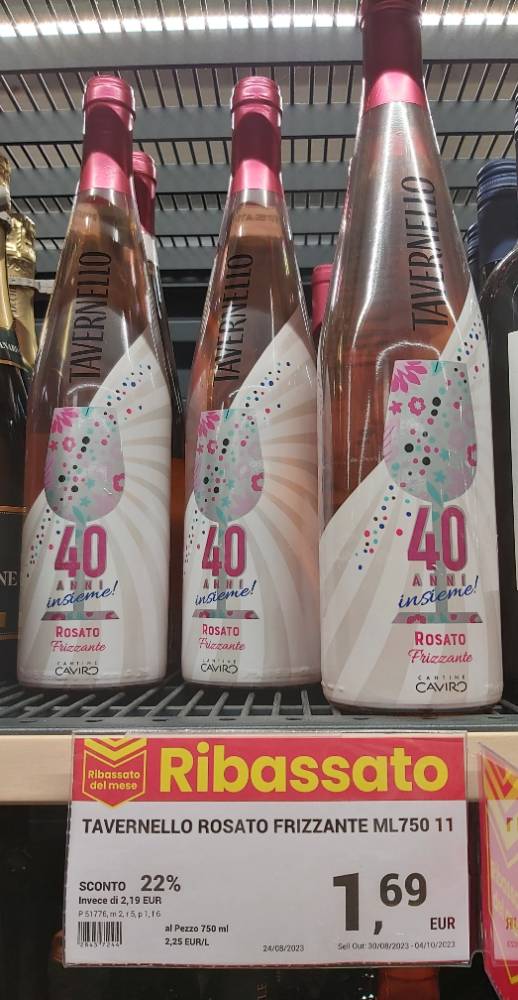 TAVERNELLO
40
ANNI
insieme!
ROSATO
Frizzante
CANTINE
CAVIRO
TAVERNELLO
40
ANNI
insieme!
ROSATO
Frizzante
CANTINE
CAVIRO
TAVERNELLO
40
ANNI
insieme!
ROSATO
Frizzante
CANTINE
CAVIRO
Ribassato
del mese
Ribassato
TAVERNELLO ROSATO FRIZZANTE ML750 11
SCONTO 22%
Invece di 2,19 EUR
P 51776, m 2, r 5, p 1, f 6
al Pezzo 750 ml
2,25 EUR/L
1,69
EUR
24/08/2023
Sell Out: 30/08/2023 - 04/10/2023